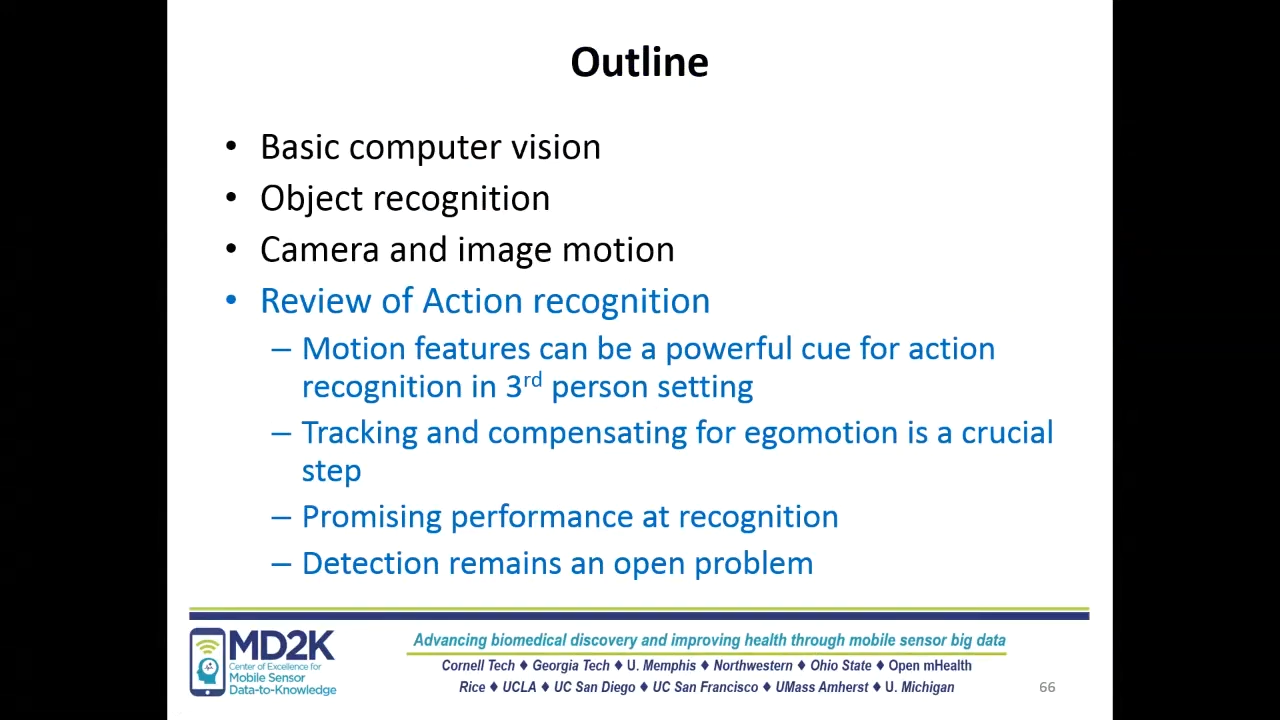 Outline
• Basic computer vision
• Object recognition
• Camera and image motion
• Review of Action recognition
– Motion features can be a powerful cue for action
recognition in 3rd person setting
– Tracking and compensating for egomotion is a crucial
step
– Promising performance at recognition
– Detection remains an open problem
MD2K
Center of Excellence for
Mobile Sensor
Data-to-Knowledge
Advancing biomedical discovery and improving health through mobile sensor big data
Cornell Tech ♦ Georgia Tech ♦ U. Memphis ♦ Northwestern ♦ Ohio State ♦ Open mHealth
Rice ♦ UCLA ♦ UC San Diego ♦ UC San Francisco ♦ UMass Amherst ♦ U. Michigan
66